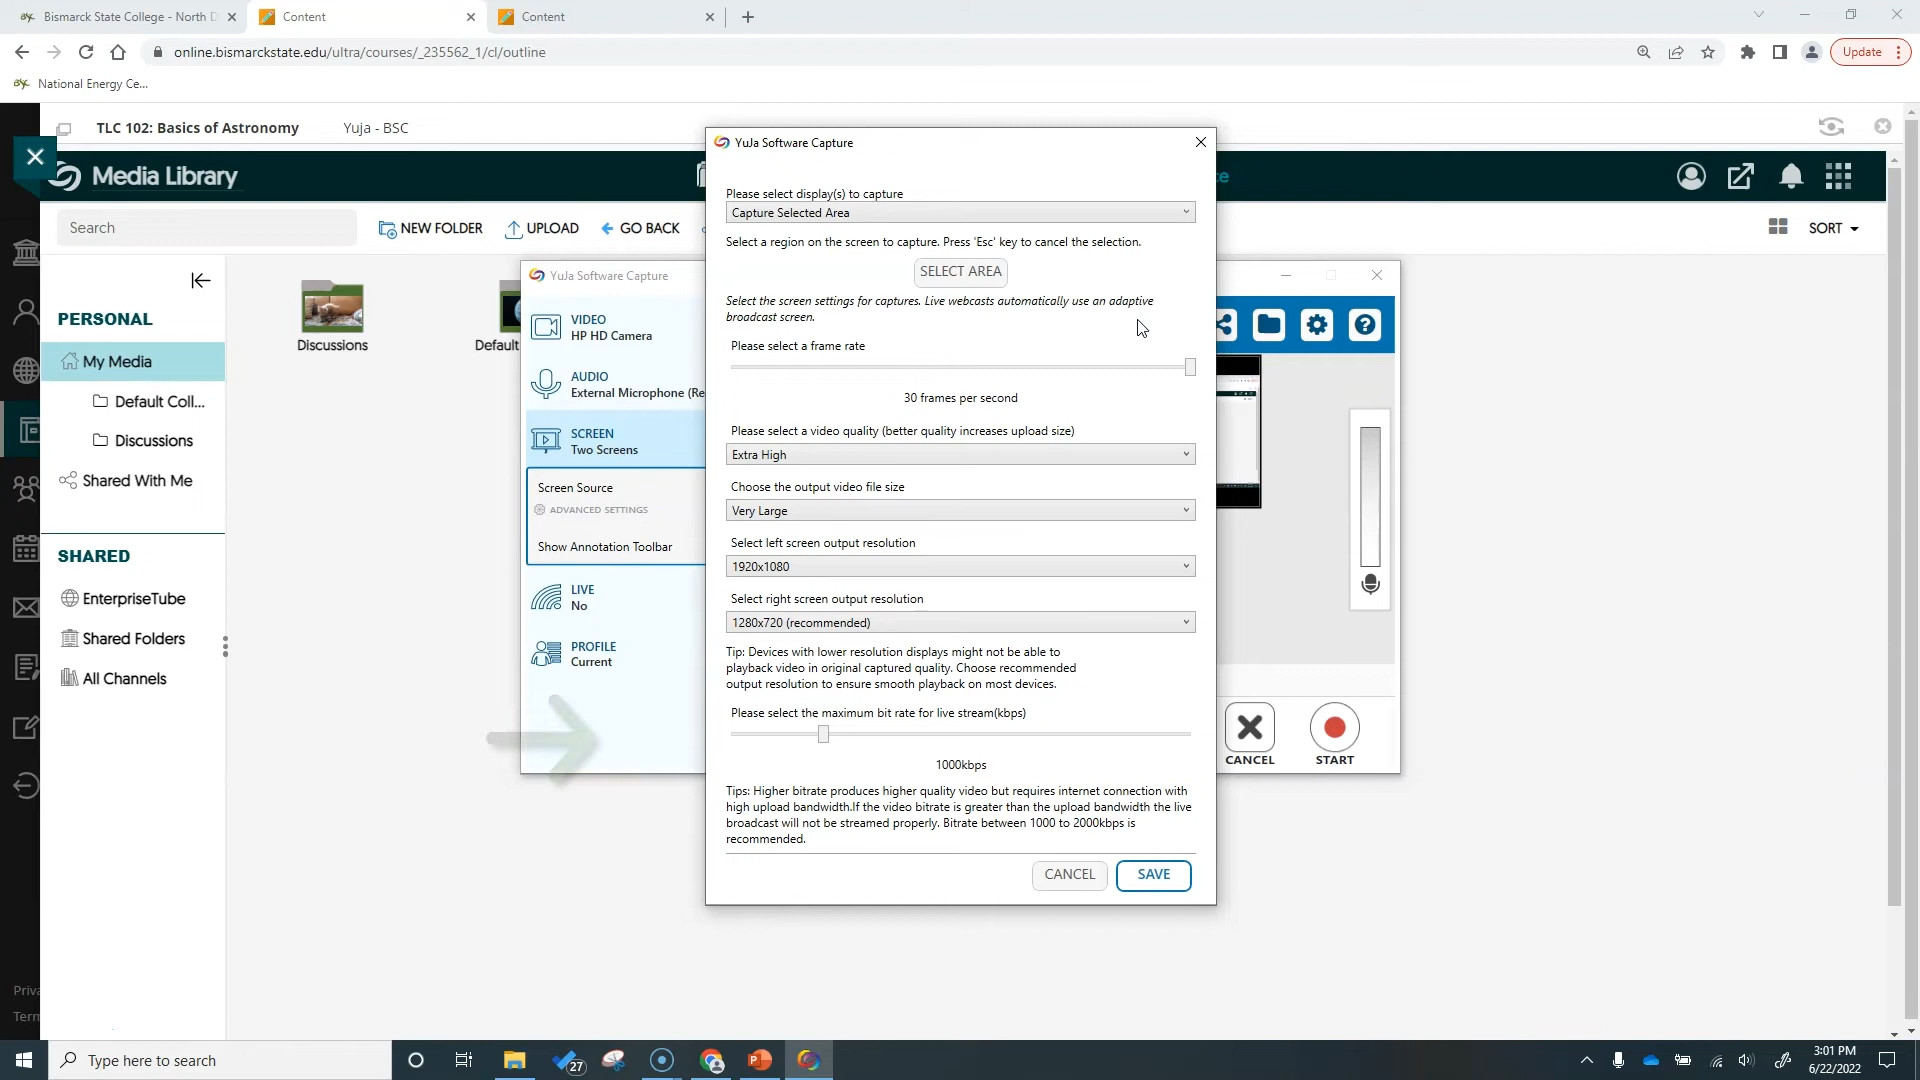 Bismarck State College - North D
Content
Content
online.bismarckstate.edu/ultra/courses/_235562_1/cl/outline
Update
National Energy Ce...
TLC 102: Basics of Astronomy
Yuja - BSC
Media Library
Search
NEW FOLDER
UPLOAD
GO BACK
SORT
PERSONAL
My Media
Default Coll...
Discussions
Shared With Me
SHARED
EnterpriseTube
Shared Folders
All Channels
Discussions
Default
YuJa Software Capture
VIDEO
HP HD Camera
AUDIO
External Microphone (Re
SCREEN
Two Screens
Screen Source
ADVANCED SETTINGS
Show Annotation Toolbar
LIVE
No
PROFILE
Current
YuJa Software Capture
Please select display(s) to capture
Capture Selected Area
Select a region on the screen to capture. Press 'Esc' key to cancel the selection.
SELECT AREA
Select the screen settings for captures. Live webcasts automatically use an adaptive
broadcast screen.
Please select a frame rate
30 frames per second
Please select a video quality (better quality increases upload size)
Extra High
Choose the output video file size
Very Large
Select left screen output resolution
1920x1080
Select right screen output resolution
1280x720 (recommended)
Tip: Devices with lower resolution displays might not be able to
playback video in original captured quality. Choose recommended
output resolution to ensure smooth playback on most devices.
Please select the maximum bit rate for live stream(kbps)
1000kbps
Tips: Higher bitrate produces higher quality video but requires internet connection with
high upload bandwidth.If the video bitrate is greater than the upload bandwidth the live
broadcast will not be streamed properly. Bitrate between 1000 to 2000kbps is
recommended.
CANCEL
SAVE
CANCEL
START
Priva
Term
Type here to search
27
3:01 PM
6/22/2022